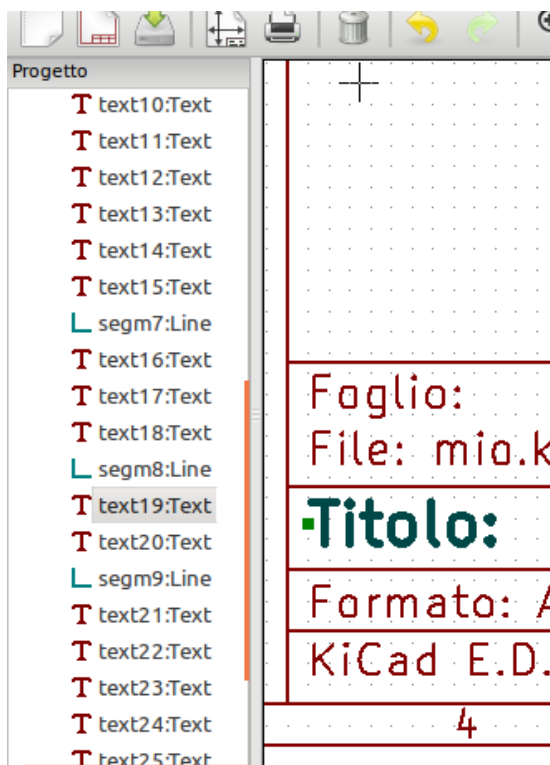 Progetto
text10:Text
text11:Text
text12:Text
text13:Text
text14:Text
text15:Text
segm7:Line
text16:Text
text17:Text
text18:Text
segm8:Line
text19:Text
text20:Text
segm9:Line
text21:Text
text22:Text
text23:Text
text24:Text
text25:Text
Foglio:
File: mio.k
Titolo:
Formato: A
KiCad E.D.
4